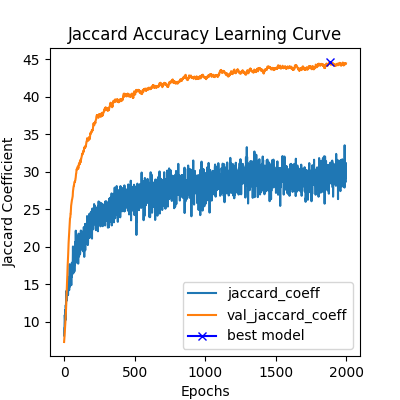 Jaccard Accuracy Learning Curve
Jaccard Coefficient
45
40
35
30
25
20
15
10
jaccard_coeff
val_jaccard_coeff
best model
0
500
1000
1500
2000
Epochs